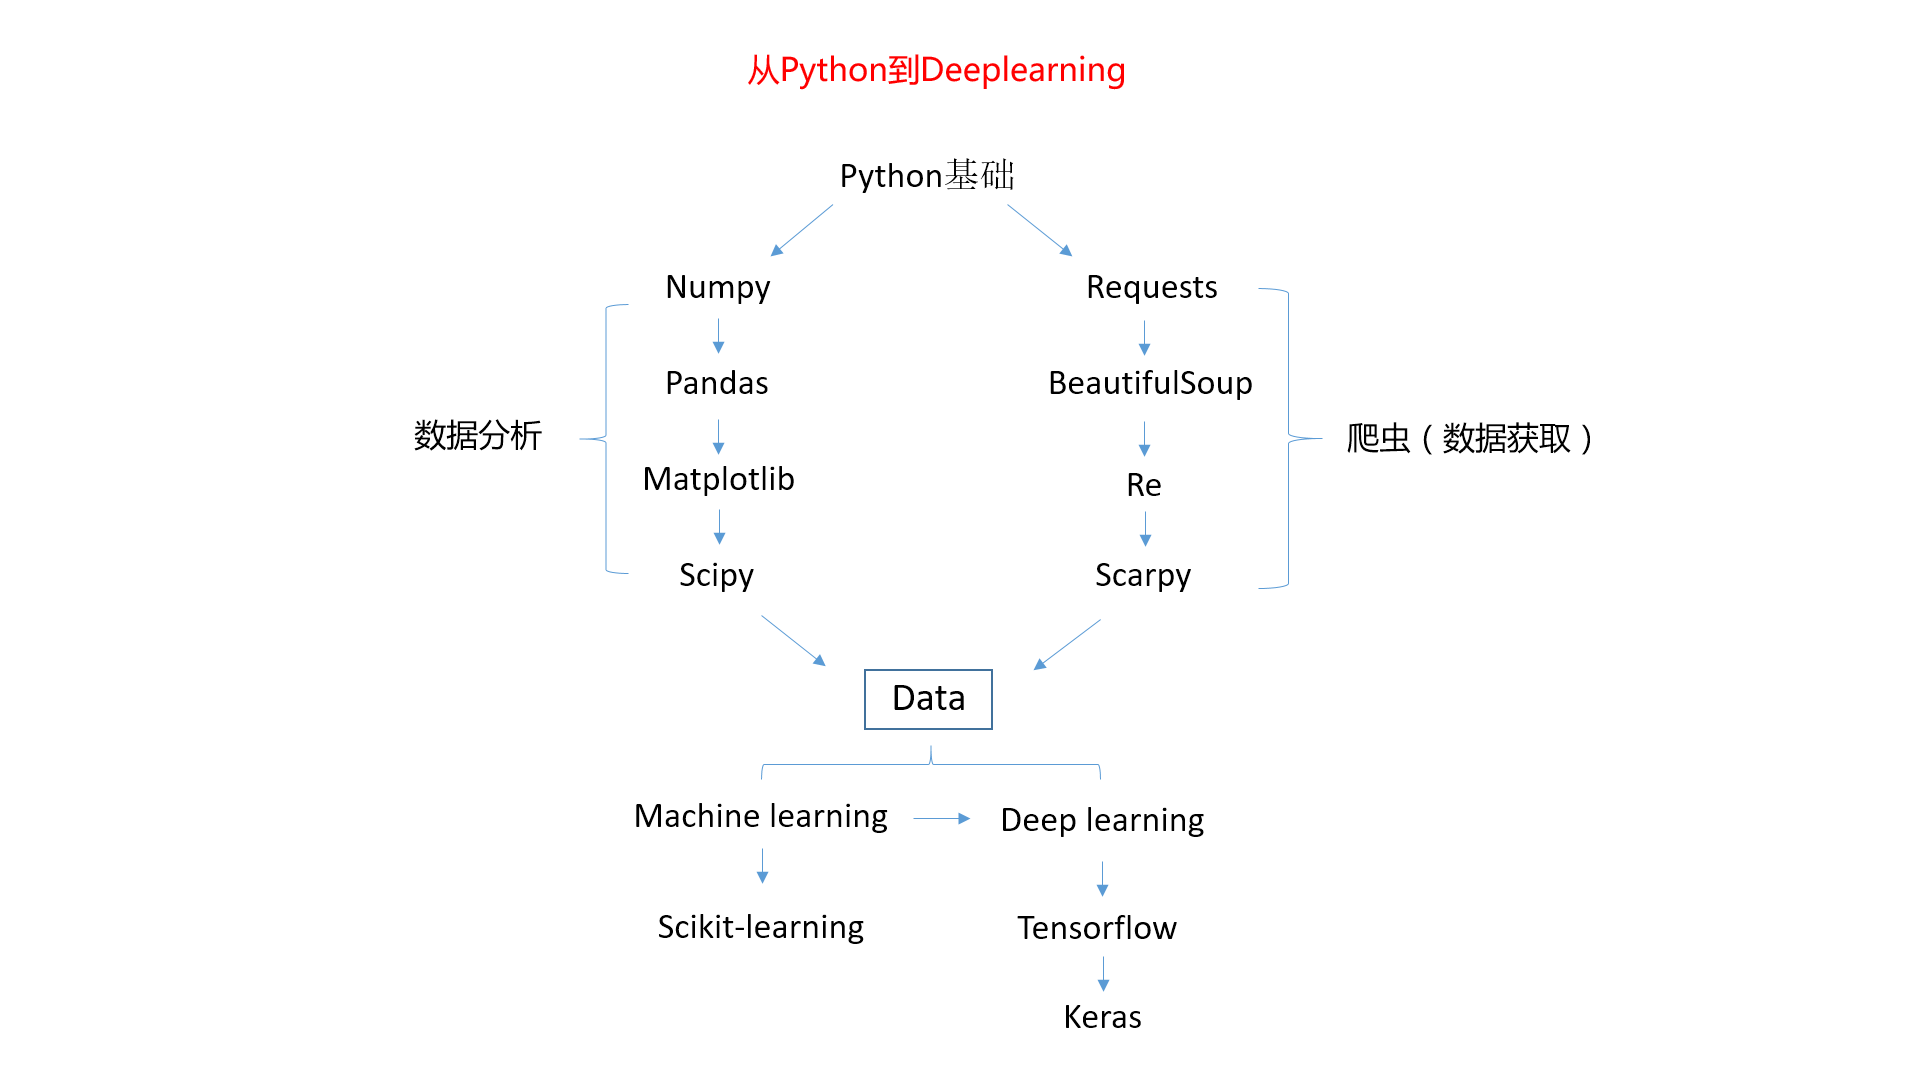 从Python到Deeplearning
Python基础
Numpy
Pandas
Matplotlib
Scipy
数据分析
Requests
BeautifulSoup
Re
Scarpy
爬虫（数据获取）
Data
Machine learning
Deep learning
Scikit-learning
Tensorflow
Keras